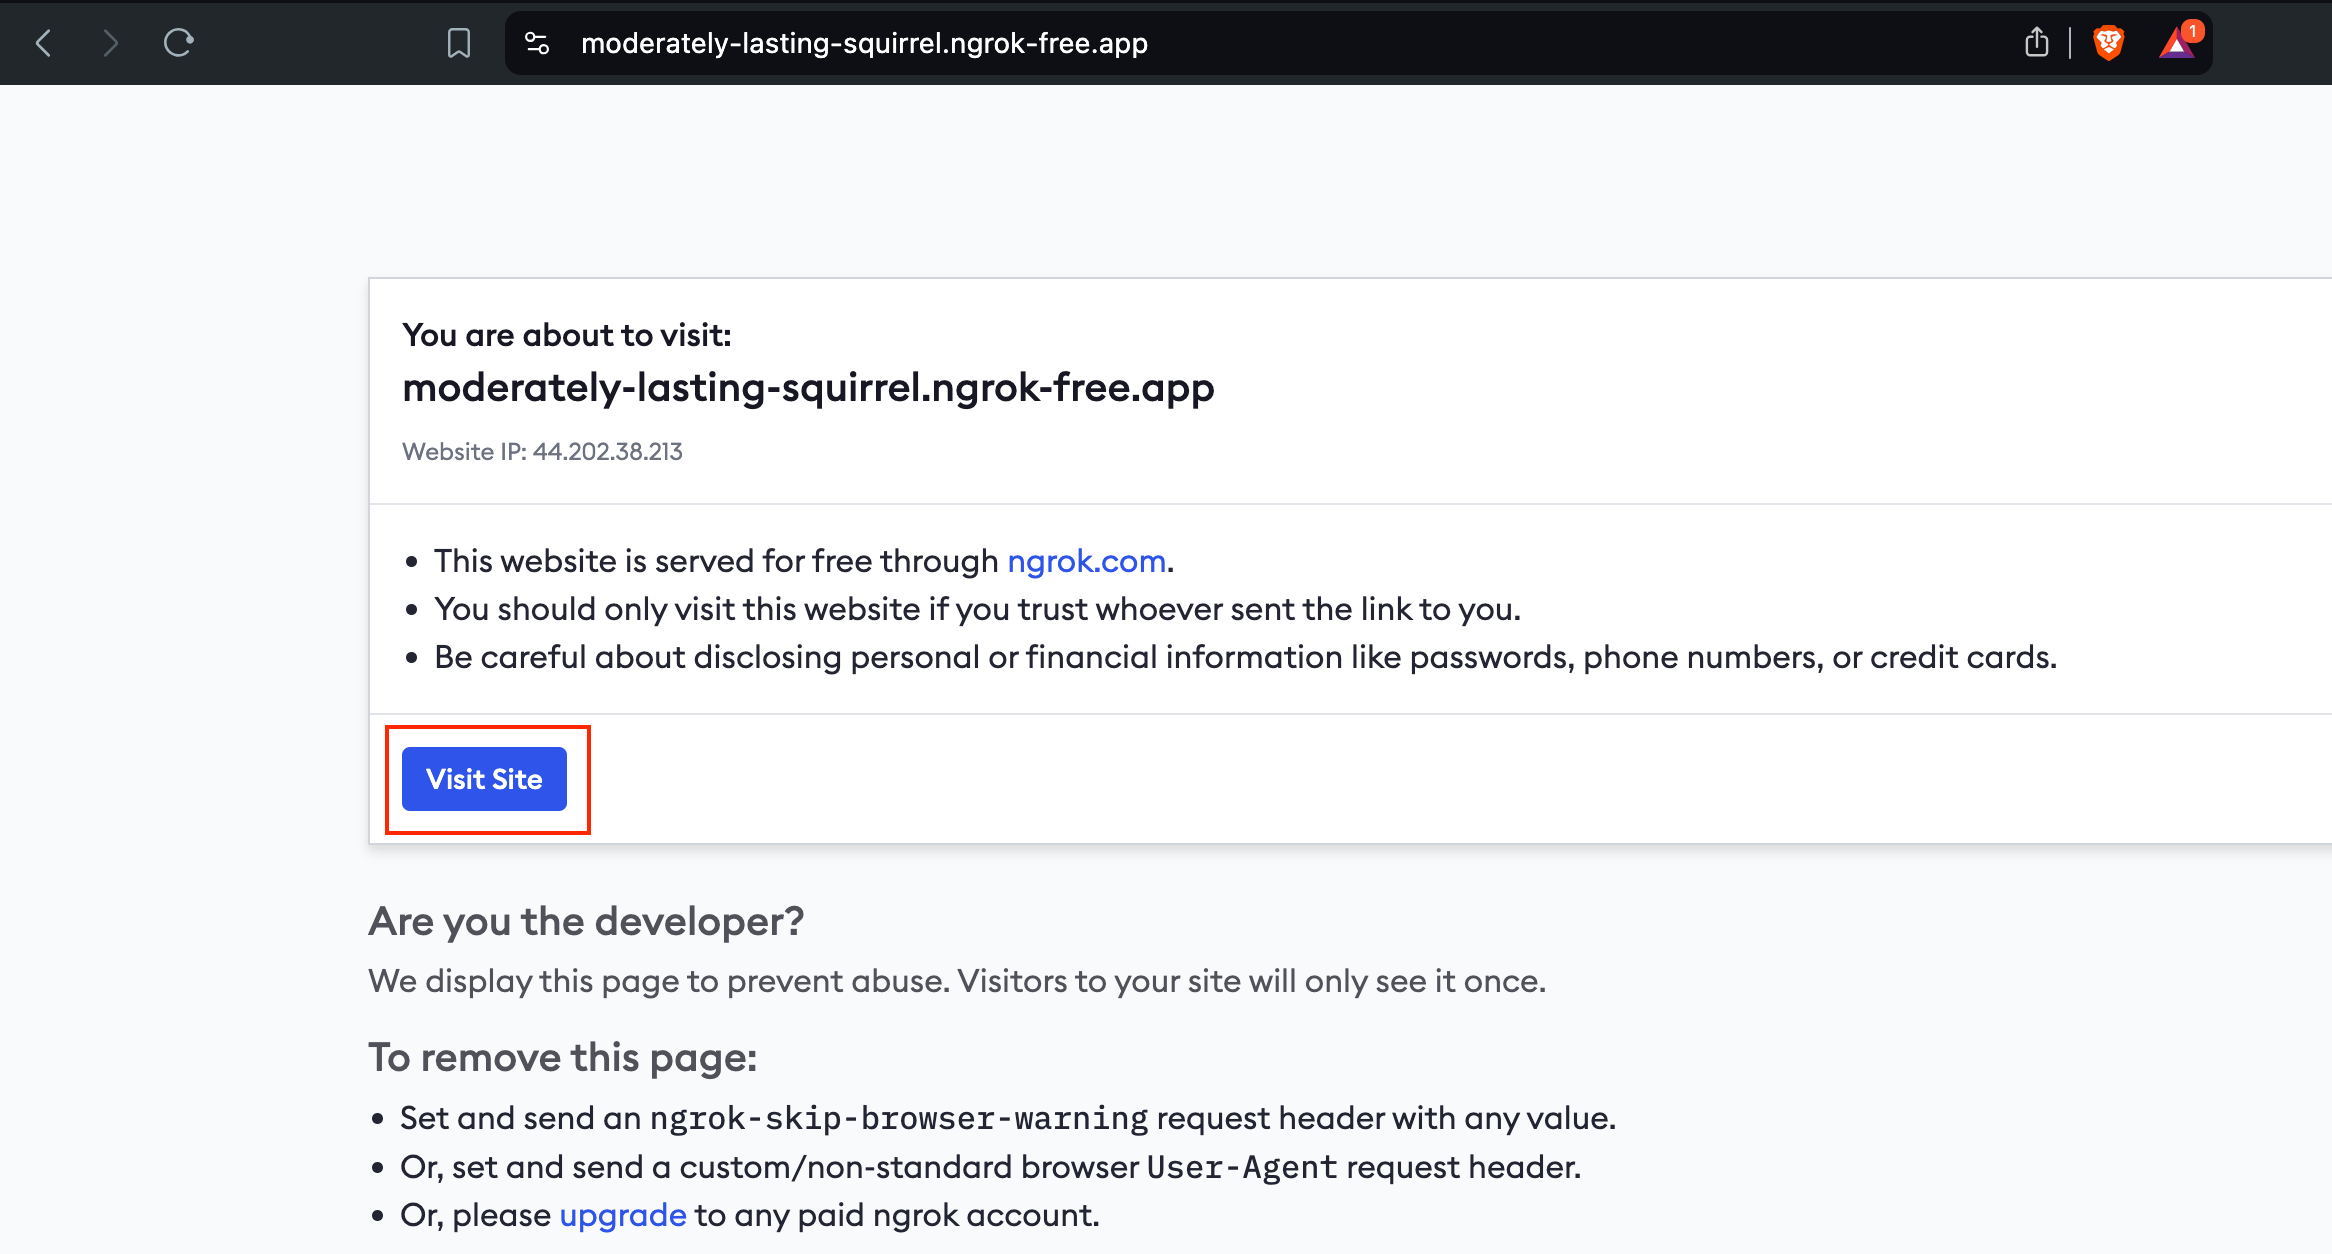 moderately-lasting-squirrel.ngrok-free.app
1
You are about to visit:
moderately-lasting-squirrel.ngrok-free.app
Website IP: 44.202.38.213
• This website is served for free through ngrok.com.
• You should only visit this website if you trust whoever sent the link to you.
• Be careful about disclosing personal or financial information like passwords, phone numbers, or credit cards.
Visit Site
Are you the developer?
We display this page to prevent abuse. Visitors to your site will only see it once.
To remove this page:
• Set and send an ngrok-skip-browser-warning request header with any value.
• Or, set and send a custom/non-standard browser User-Agent request header.
• Or, please upgrade to any paid ngrok account.